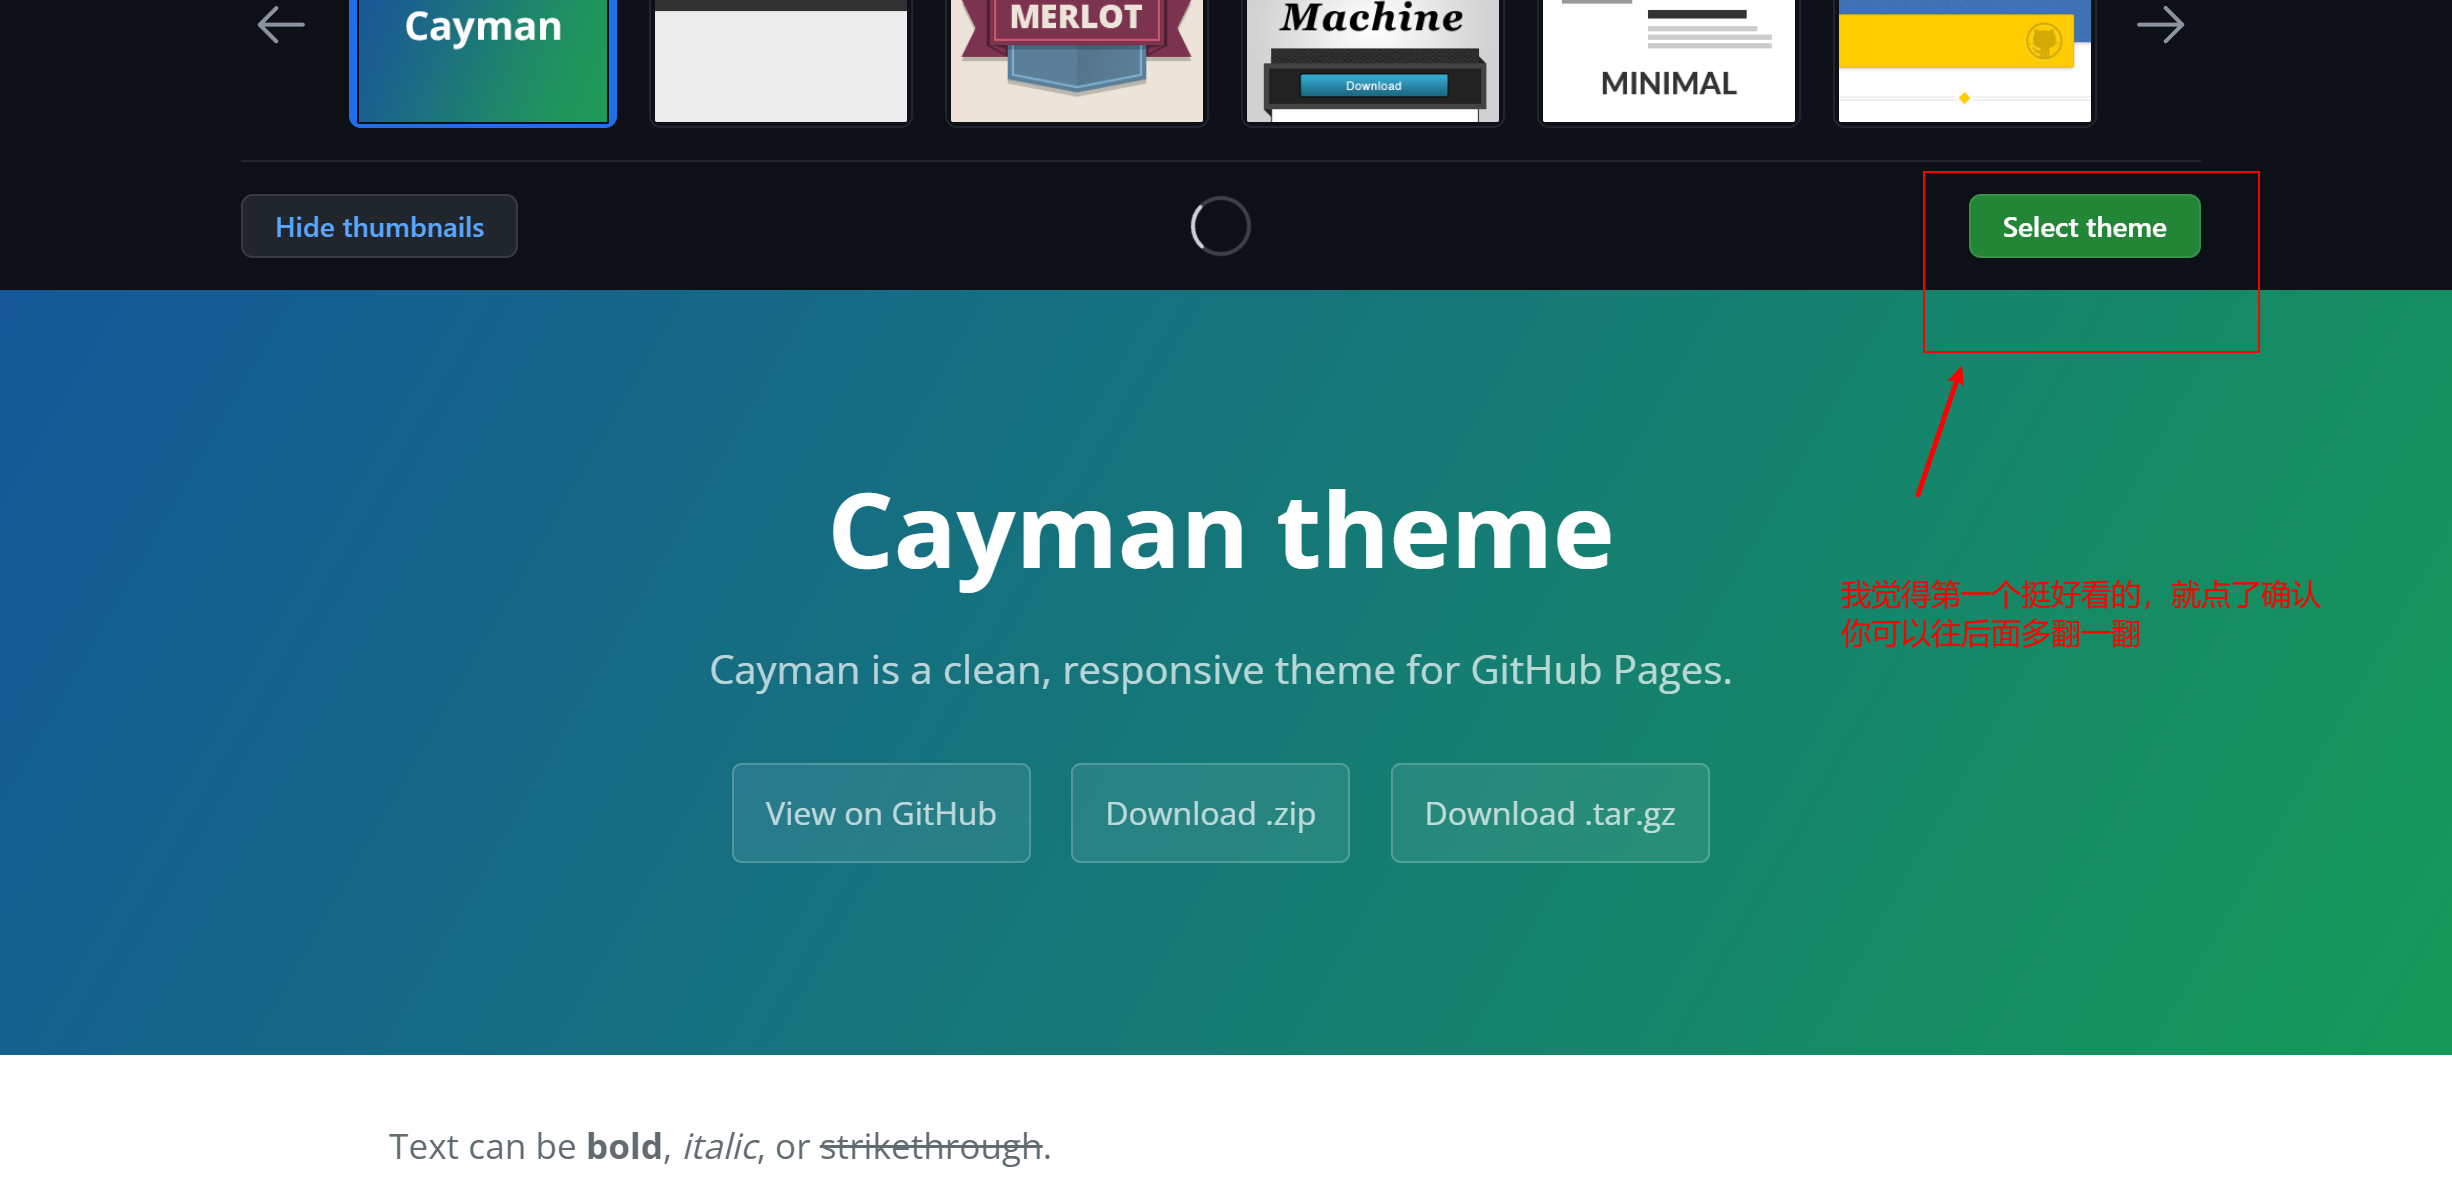 Cayman
MERLOT
Machine
Download
MINIMAL
Hide thumbnails
Select theme
Cayman theme
Cayman is a clean, responsive theme for GitHub Pages.
我觉得第一个挺好看的，就点了确认
你可以往后面多翻一翻
View on GitHub
Download .zip
Download .tar.gz
Text can be bold, italic, or strikethrough.